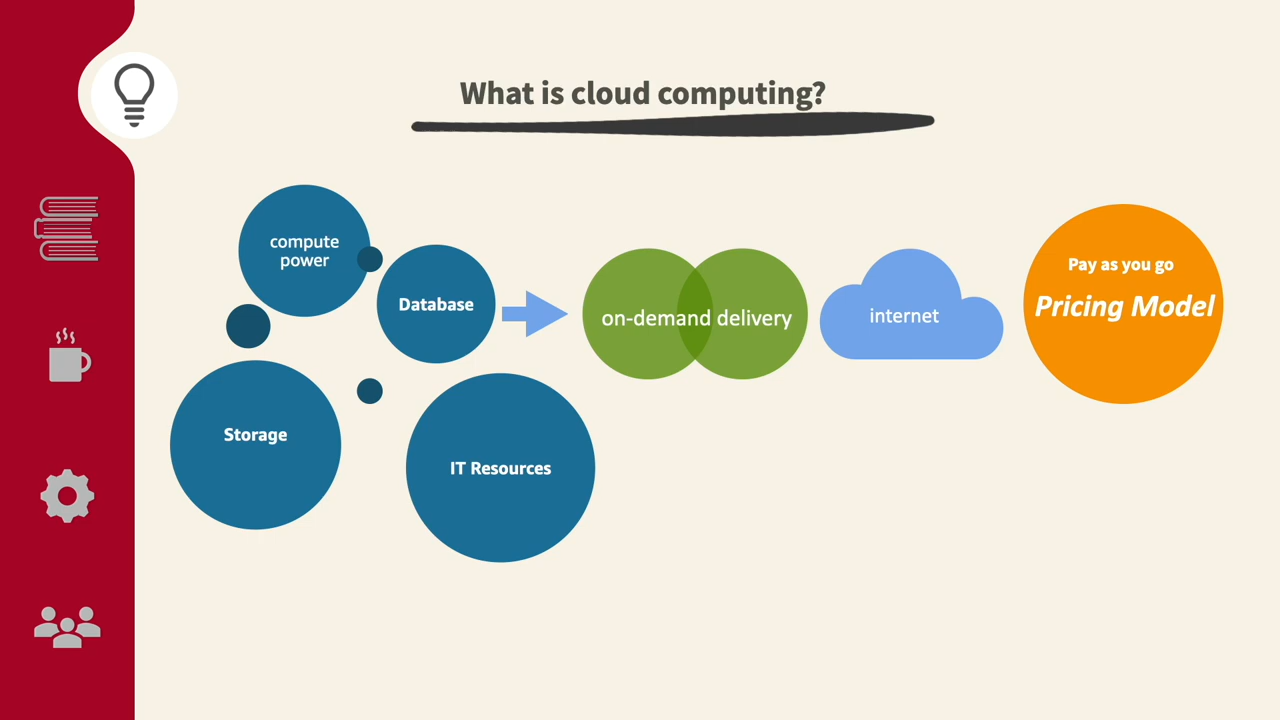 What is cloud computing?
compute
power
Database
Storage
IT Resources
on-demand delivery
internet
Pay as you go
Pricing Model